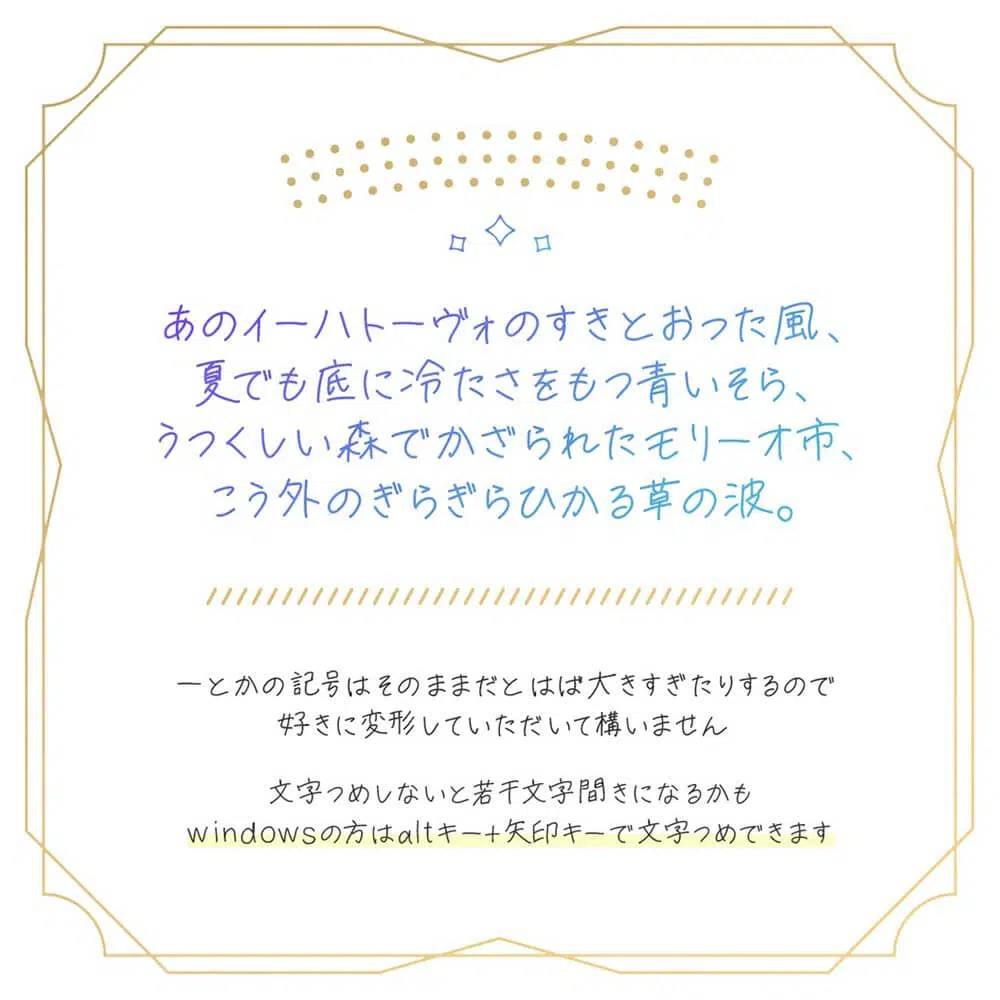 あのイーハトーヴォのすきとおった風、
夏でも底に冷たさをもつ青いそら、
うつくしい森でかざられたモリーオ市、
こう外のぎらぎらひかる草の波。
ーとかの記号はそのままだとはば大きすぎたりするので
好きに変形していただいて構いません
文字つめしないと若干文字間きになるかも
windowsの方はaltキー+矢印キーで文字つめできます